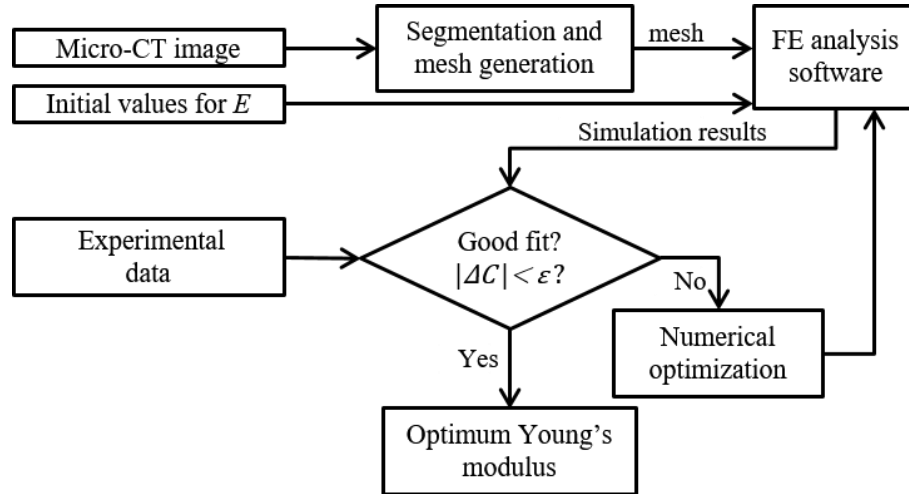 Micro-CT image
Segmentation and
mesh generation
mesh
FE analysis
software
Initial values for E
Simulation results
Experimental
data
Good fit?
|ΔC| < ε?
No
Numerical
optimization
Yes
Optimum Young’s
modulus